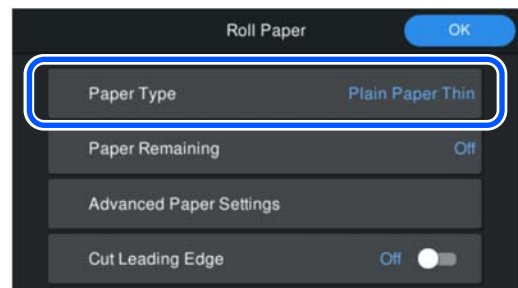 Roll Paper OK
Paper Type Plain Paper Thin
Paper Remaining Off
Advanced Paper Settings
Cut Leading Edge Off